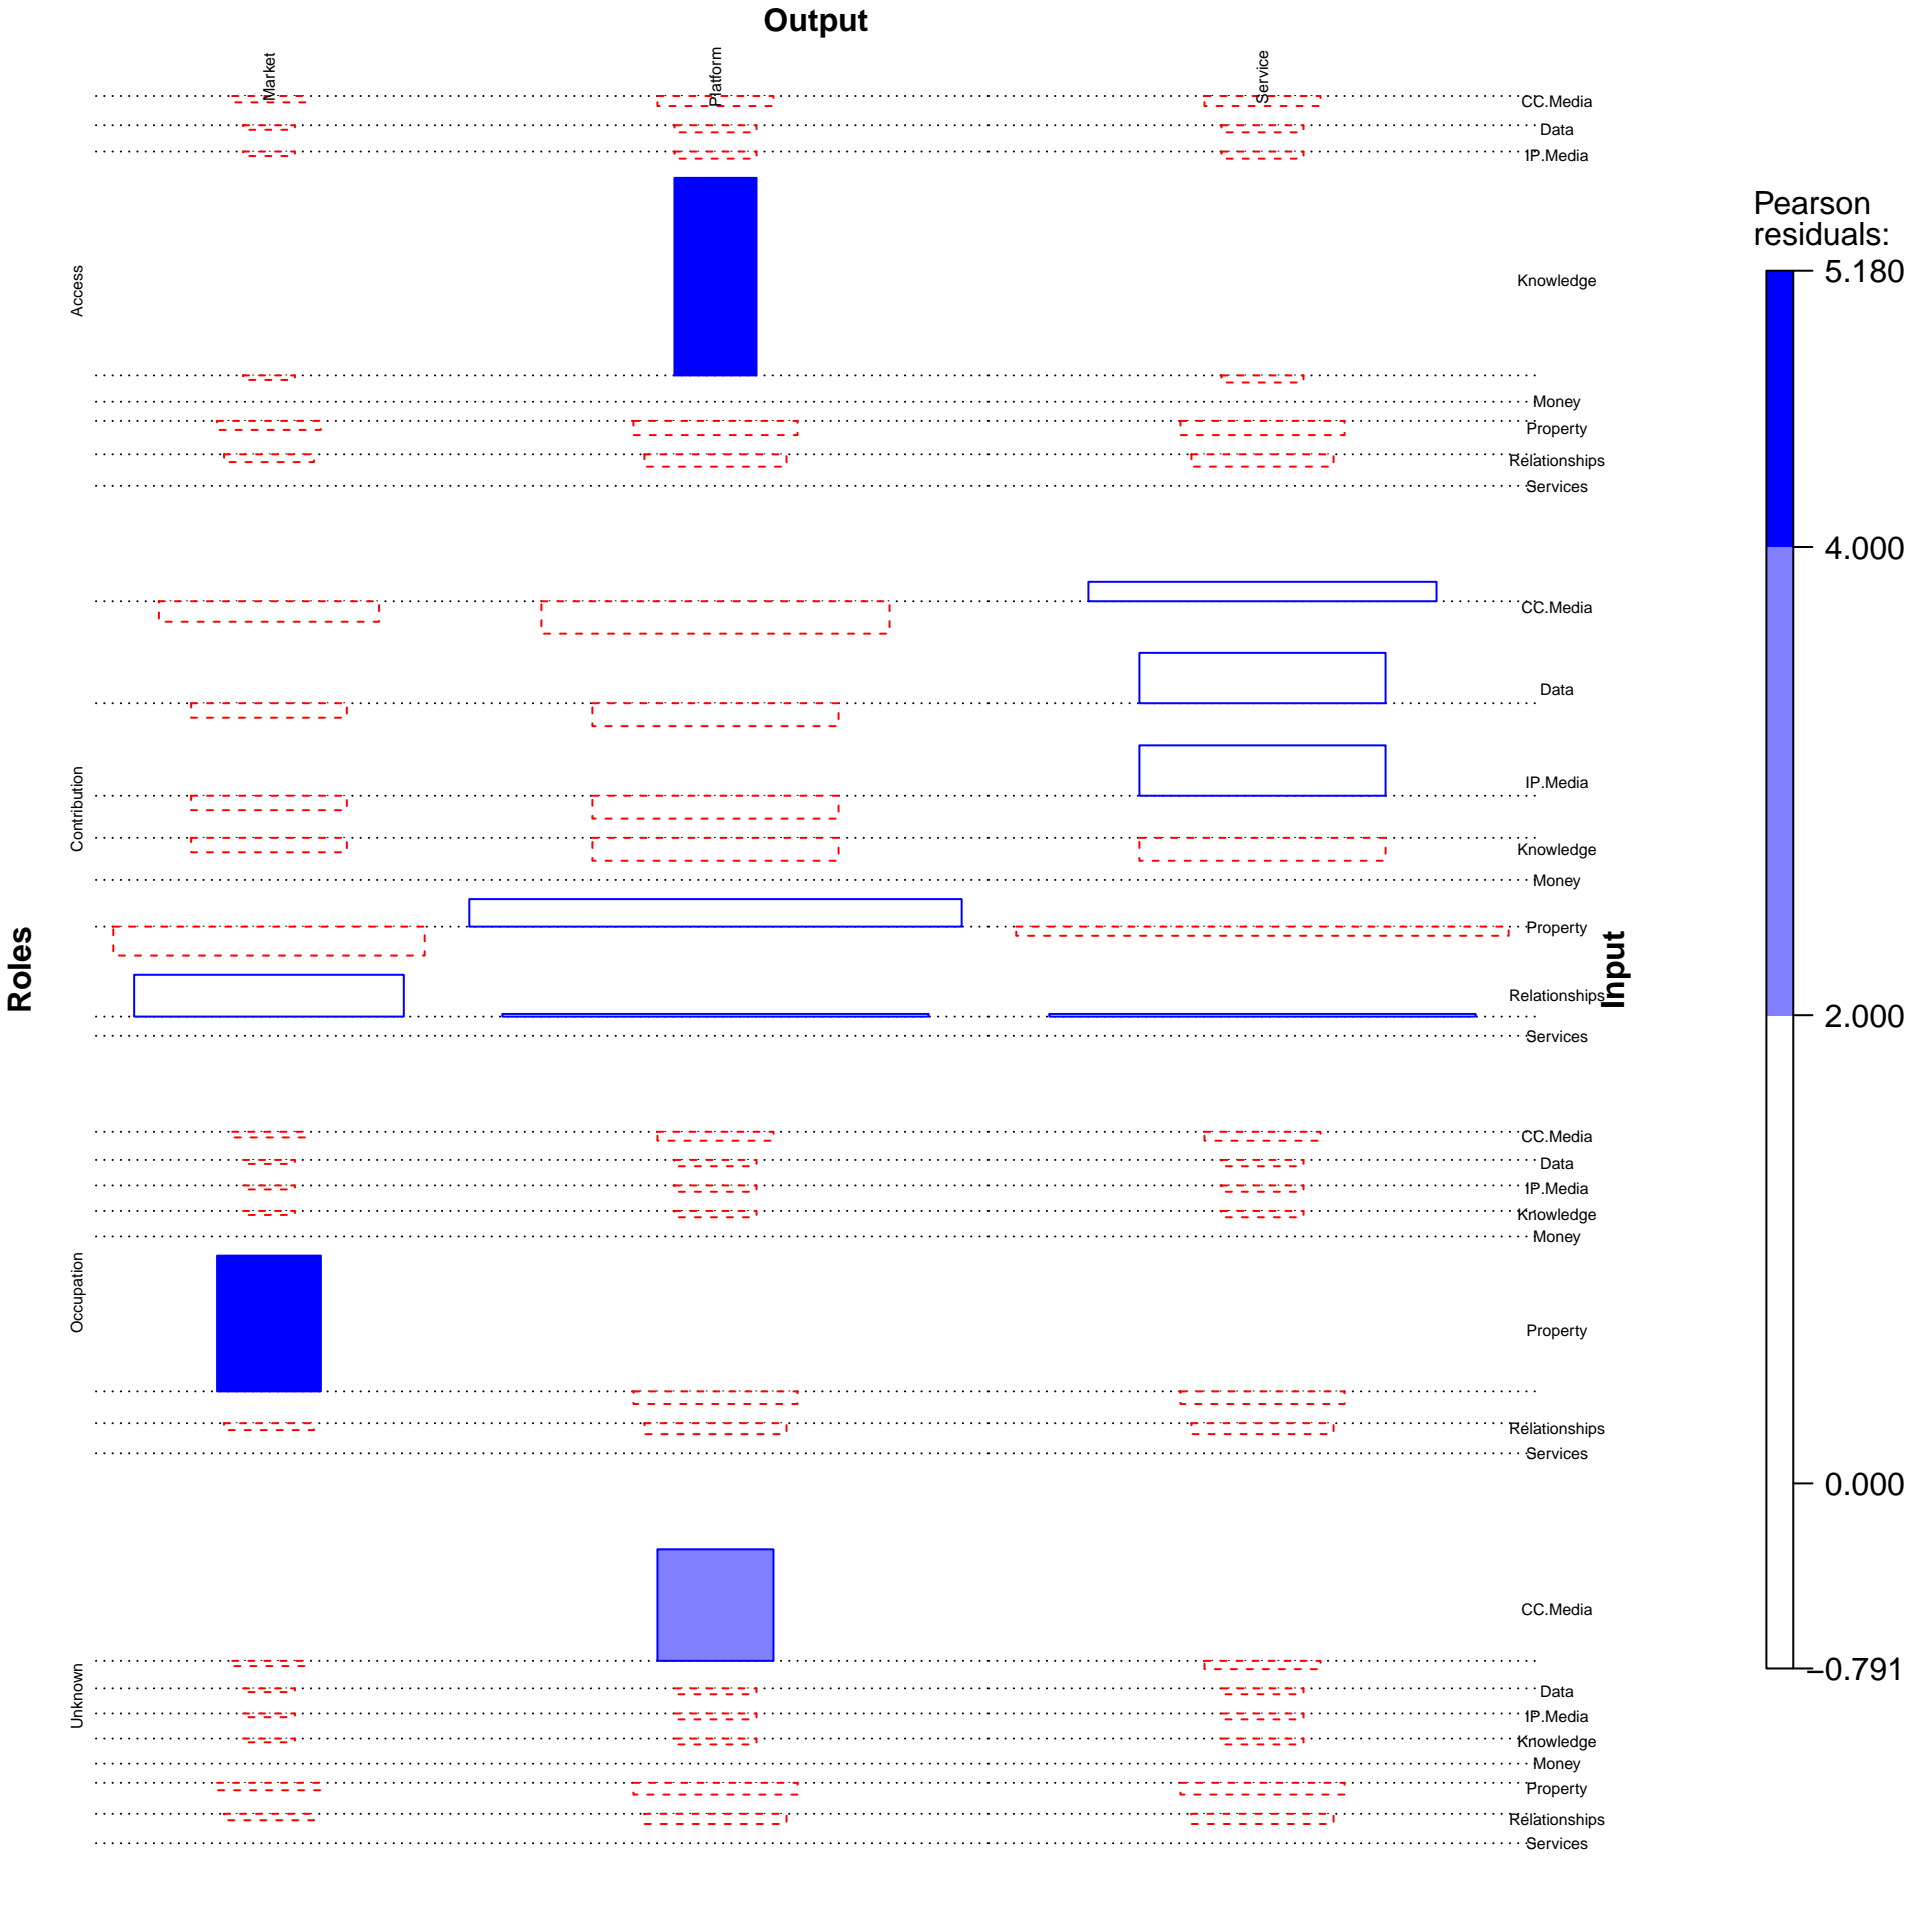 Output
Market
Platform
Service
CC.Media
Data
IP.Media
Access
Knowledge
Money
Property
Relationships
Services
CC.Media
Data
Contribution
IP.Media
Knowledge
Money
Property
Relationships
Services
Roles
Input
CC.Media
Data
IP.Media
Knowledge
Money
Occupation
Property
Relationships
Services
CC.Media
Unknown
Data
IP.Media
Knowledge
Money
Property
Relationships
Services
Pearson
residuals:
5.180
4.000
2.000
0.000
−0.791